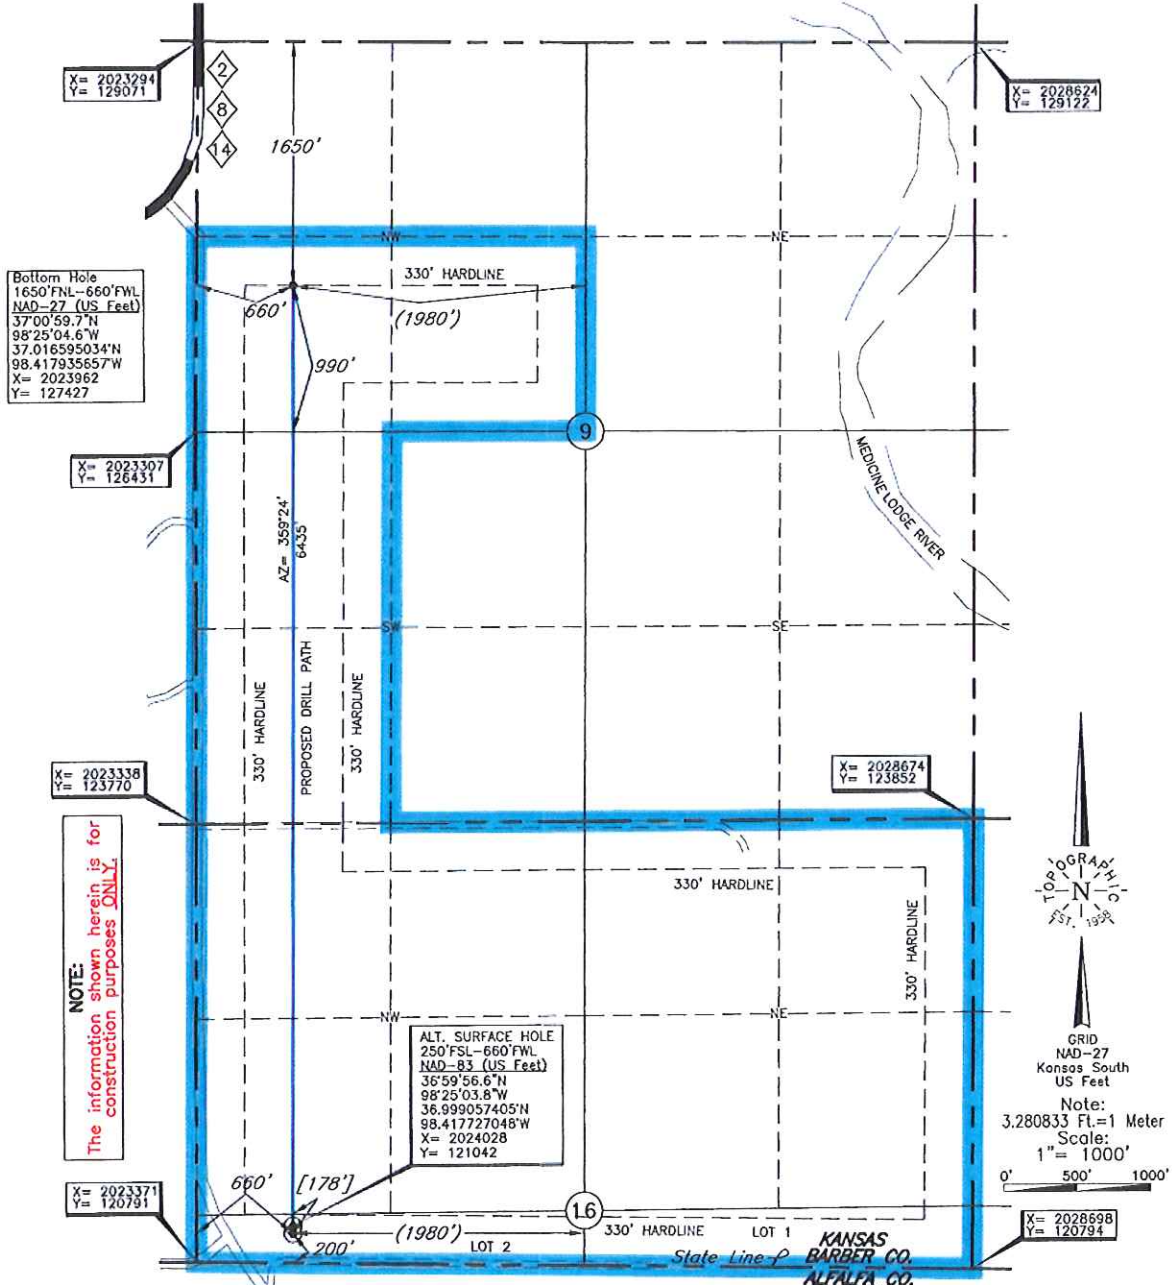 X= 2023294
Y= 129071
2
8
14
1650'
X= 2028624
Y= 129122
NW
NE
Bottom Hole
1650'FNL-660'FWL
NAD-27 (US Feet)
37°00'59.7"N
98°25'04.6"W
37.016595034°N
98.417935657°W
X= 2023962
Y= 127427
330' HARDLINE
660'
(1980')
990'
9
X= 2023307
Y= 126431
MEDICINE LODGE RIVER
AZ= 359°24'
6435'
SW
SE
330' HARDLINE
PROPOSED DRILL PATH
330' HARDLINE
X= 2023338
Y= 123770
X= 2028674
Y= 123852
NOTE:
The information shown herein is for
construction purposes ONLY.
330' HARDLINE
330' HARDLINE
TOPOGRAPHIC
N
EST. 1958
NW
NE
ALT. SURFACE HOLE
250'FSL-660'FWL
NAD-83 (US Feet)
36°59'56.6"N
98°25'03.8"W
36.999057405°N
98.417727048°W
X= 2024028
Y= 121042
GRID
NAD-27
Kansas South
US Feet
Note:
3.280833 Ft.=1 Meter
Scale:
1"= 1000'
0' 500' 1000'
X= 2023371
Y= 120791
660'
[178']
16
(1980')
200'
LOT 2
330' HARDLINE
LOT 1
State Line
KANSAS
BARBER CO.
ALFALFA CO.
X= 2028698
Y= 120794